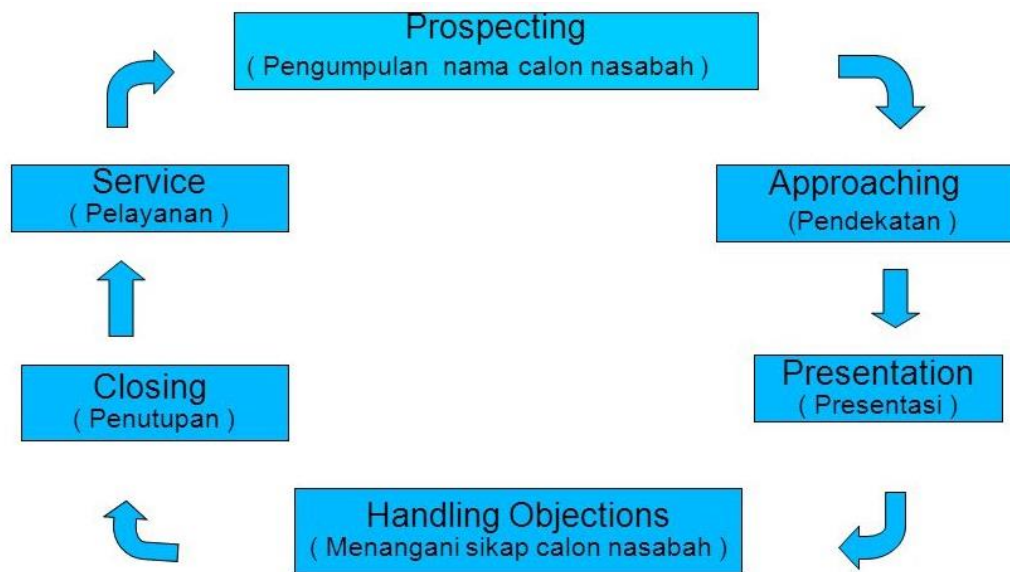 Prospecting
( Pengumpulan nama calon nasabah )
Approaching
(Pendekatan )
Presentation
( Presentasi )
Handling Objections
( Menangani sikap calon nasabah )
Closing
( Penutupan )
Service
( Pelayanan )